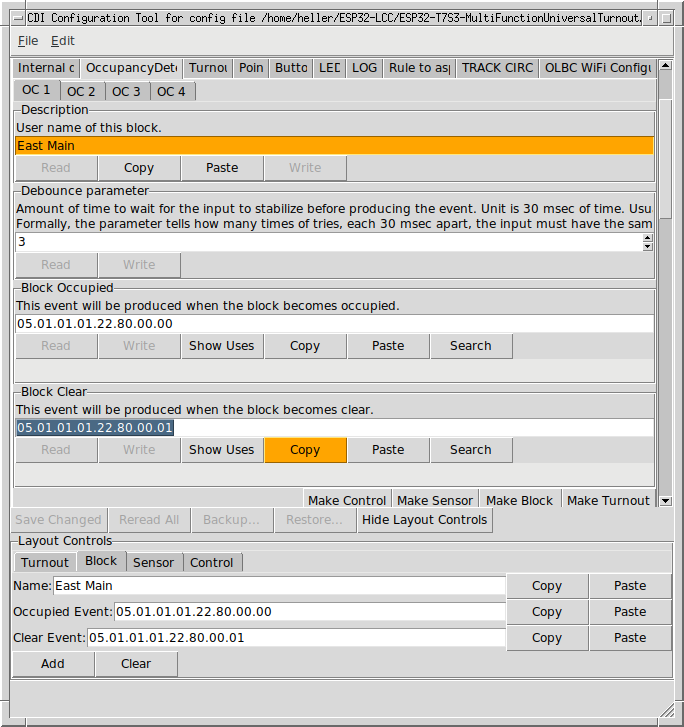 CDI Configuration Tool for config file /home/heller/ESP32-LCC/ESP32-T7S3-MultiFunctionUniversalTurnout.
File Edit
Internal c OccupancyDete Turnou Poin Butto LED LOG Rule to asp TRACK CIRC OLBC WiFi Configu
OC 1 OC 2 OC 3 OC 4
Description
User name of this block.
East Main
Read Copy Paste Write
Debounce parameter
Amount of time to wait for the input to stabilize before producing the event. Unit is 30 msec of time. Usua
Formally, the parameter tells how many times of tries, each 30 msec apart, the input must have the sam
3
Read Write
Block Occupied
This event will be produced when the block becomes occupied.
05.01.01.01.22.80.00.00
Read Write Show Uses Copy Paste Search
Block Clear
This event will be produced when the block becomes clear.
05.01.01.01.22.80.00.01
Read Write Show Uses Copy Paste Search
Make Control Make Sensor Make Block Make Turnout
Save Changed Reread All Backup... Restore... Hide Layout Controls
Layout Controls
Turnout Block Sensor Control
Name: East Main Copy Paste
Occupied Event: 05.01.01.01.22.80.00.00 Copy Paste
Clear Event: 05.01.01.01.22.80.00.01 Copy Paste
Add Clear